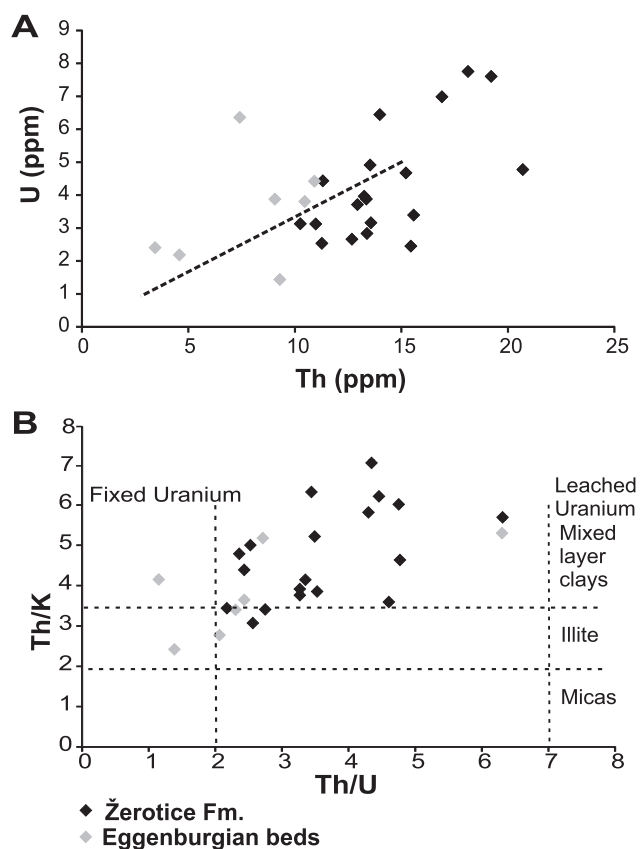 A
9
8
7
6
5
4
3
2
1
0
U (ppm)
0 5 10 15 20 25
Th (ppm)
B
8
7
6
5
4
3
2
1
0
Th/K
Fixed Uranium
Leached
Uranium
Mixed
layer
clays
Illite
Micas
0 1 2 3 4 5 6 7 8
Th/U
Žerotice Fm.
Eggenburgian beds